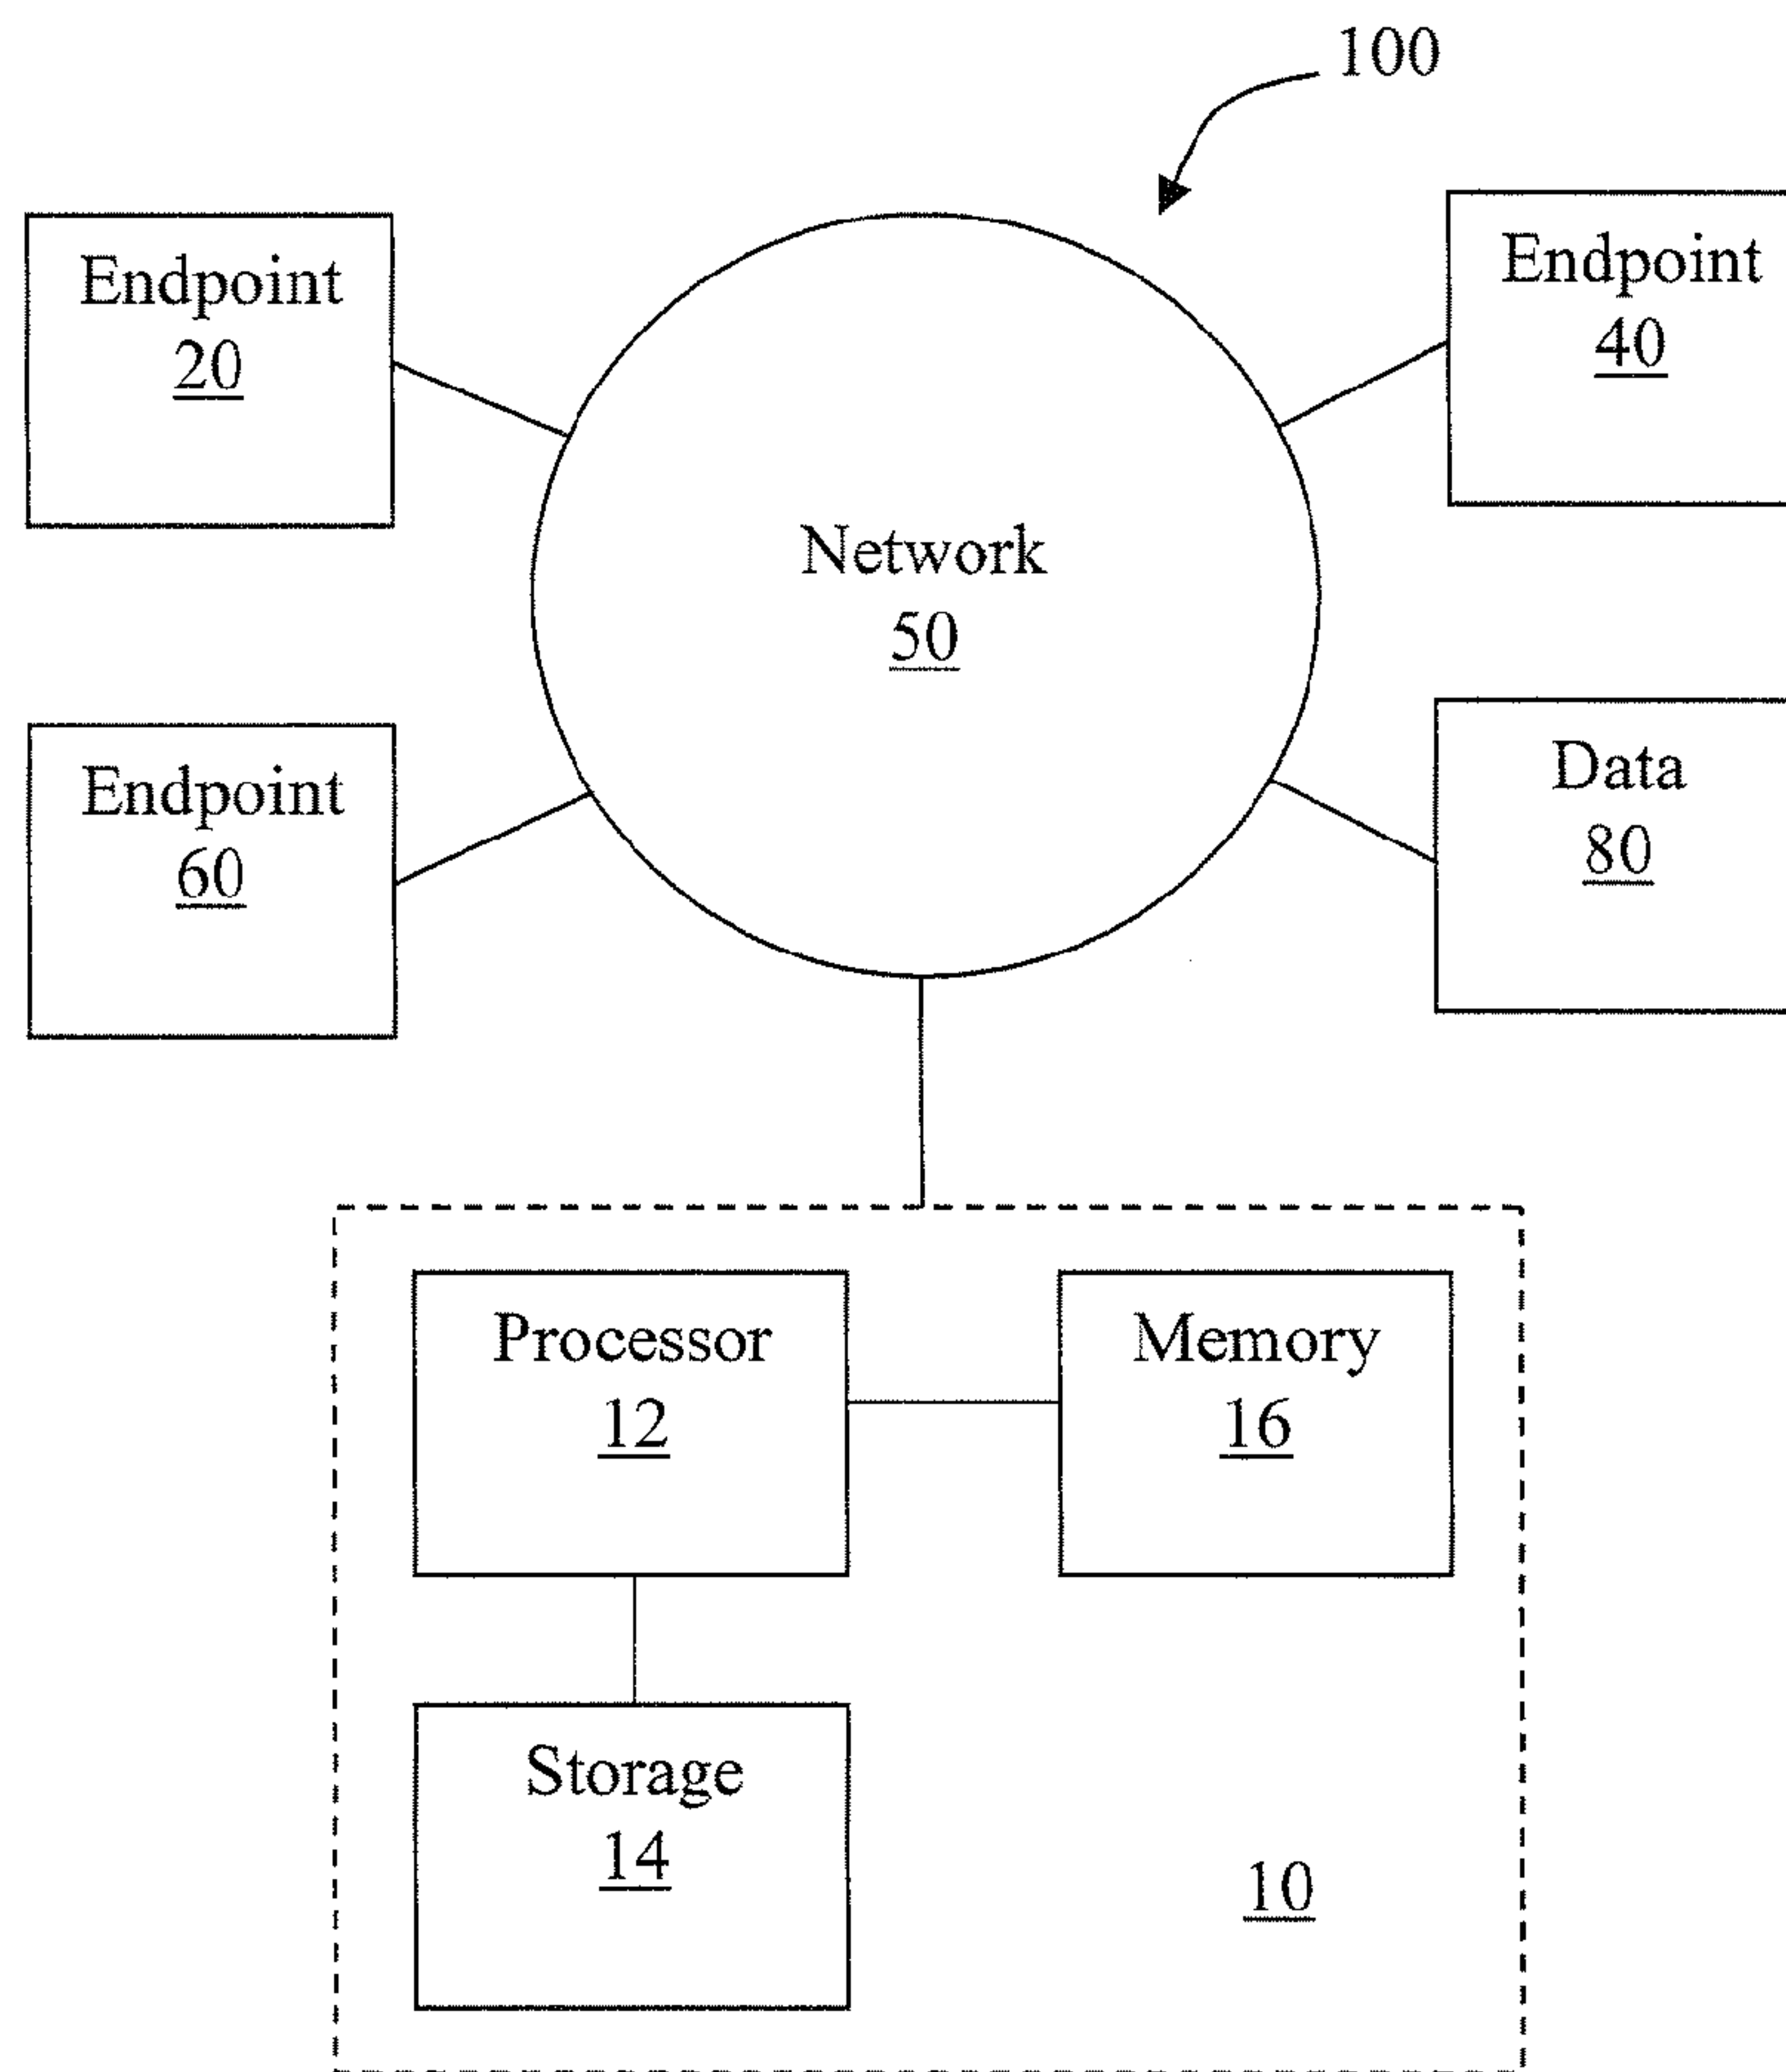 100
Endpoint
20
Endpoint
40
Network
50
Endpoint
60
Data
80
Processor
12
Memory
16
Storage
14
10